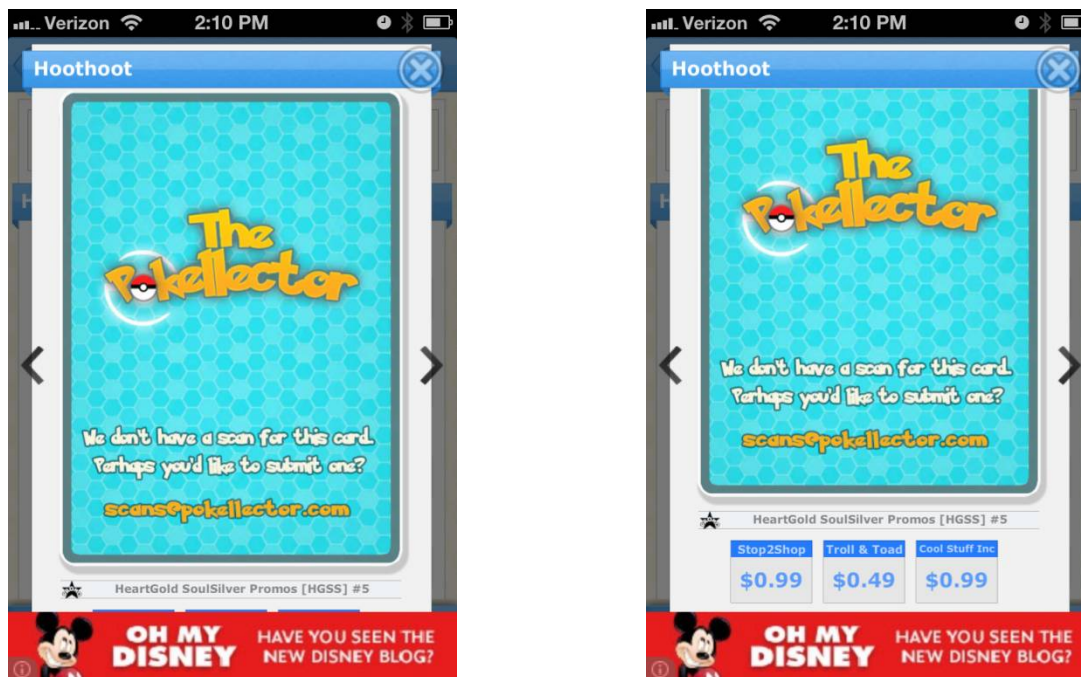 Verizon 2:10 PM
Hoothoot
The
Pokellector
We don't have a scan for this card.
Perhaps you'd like to submit one?
scans@pokellector.com
HeartGold SoulSilver Promos [HGSS] #5
OH MY HAVE YOU SEEN THE
DISNEY NEW DISNEY BLOG?
Verizon 2:10 PM
Hoothoot
The
Pokellector
We don't have a scan for this card.
Perhaps you'd like to submit one?
scans@pokellector.com
HeartGold SoulSilver Promos [HGSS] #5
Stop2Shop Troll & Toad Cool Stuff Inc
$0.99 $0.49 $0.99
OH MY HAVE YOU SEEN THE
DISNEY NEW DISNEY BLOG?